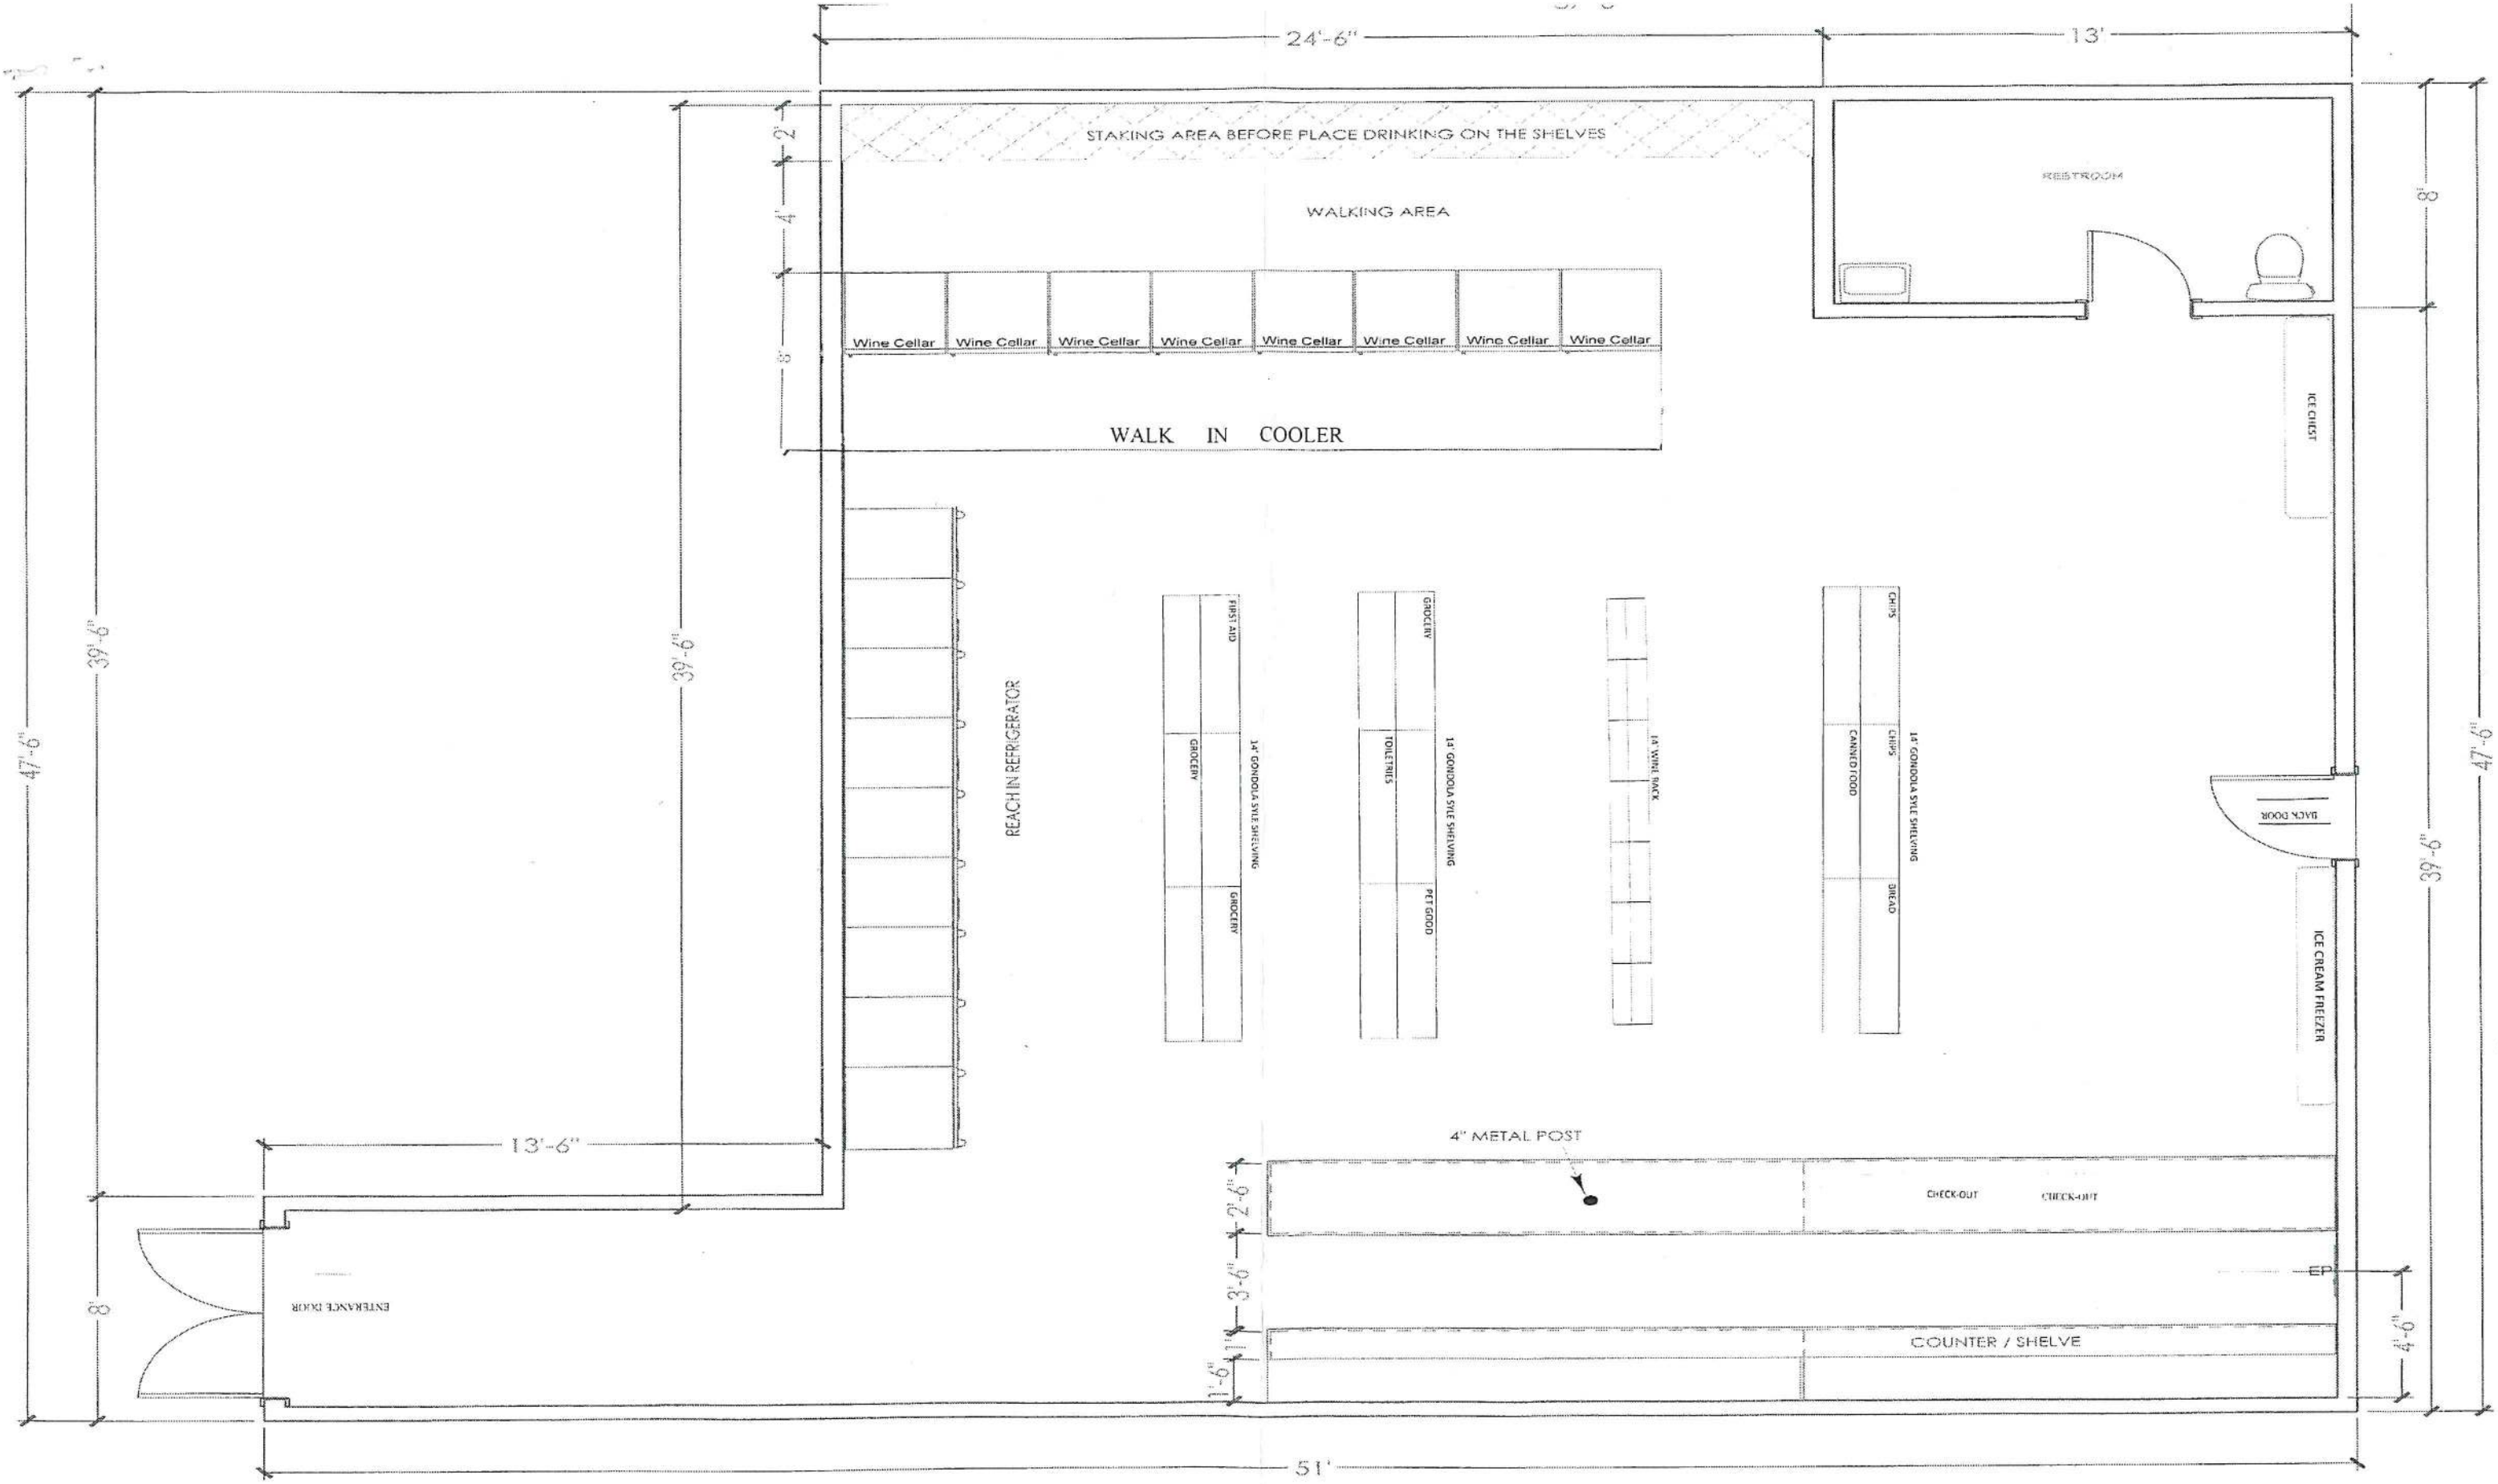 24'-6"
13'
2'
STAKING AREA BEFORE PLACE DRINKING ON THE SHELVES
RESTROOM
8'
4'
WALKING AREA
8'
Wine Cellar
Wine Cellar
Wine Cellar
Wine Cellar
Wine Cellar
Wine Cellar
Wine Cellar
Wine Cellar
WALK IN COOLER
ICE CHEST
47'-6"
39'-6"
39'-6"
REACH IN REFRIGERATOR
FIRST AID
GROCERY
GROCERY
14' GONDOLA SYLE SHELVING
GROCERY
TOILETRIES
PET GOOD
14' GONDOLA SYLE SHELVING
14' WINE RACK
CHIPS
CHIPS
CANNED FOOD
BREAD
14' GONDOLA SYLE SHELVING
BACK DOOR
47'-6"
39'-6"
ICE CREAM FREEZER
13'-6"
4" METAL POST
2'-6"
CHECK-OUT
CHECK-OUT
3'-6"
EP
8'
ENTERANCE DOOR
1'
COUNTER / SHELVE
1'-6"
4'-6"
51'